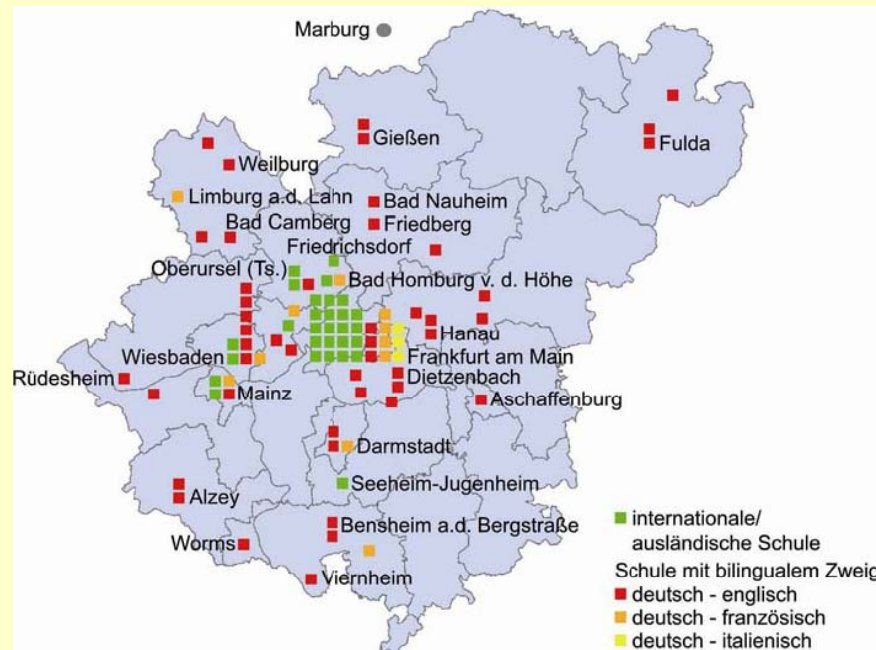 Marburg
Gießen
Fulda
Weilburg
Limburg a.d. Lahn
Bad Nauheim
Bad Camberg
Friedberg
Friedrichsdorf
Oberursel (Ts.)
Bad Homburg v. d. Höhe
Hanau
Wiesbaden
Frankfurt am Main
Rüdesheim
Dietzenbach
Mainz
Aschaffenburg
Darmstadt
Seeheim-Jugenheim
Alzey
Bensheim a.d. Bergstraße
Worms
Viernheim
internationale/
ausländische Schule
Schule mit bilingualem Zweig
deutsch - englisch
deutsch - französisch
deutsch - italienisch